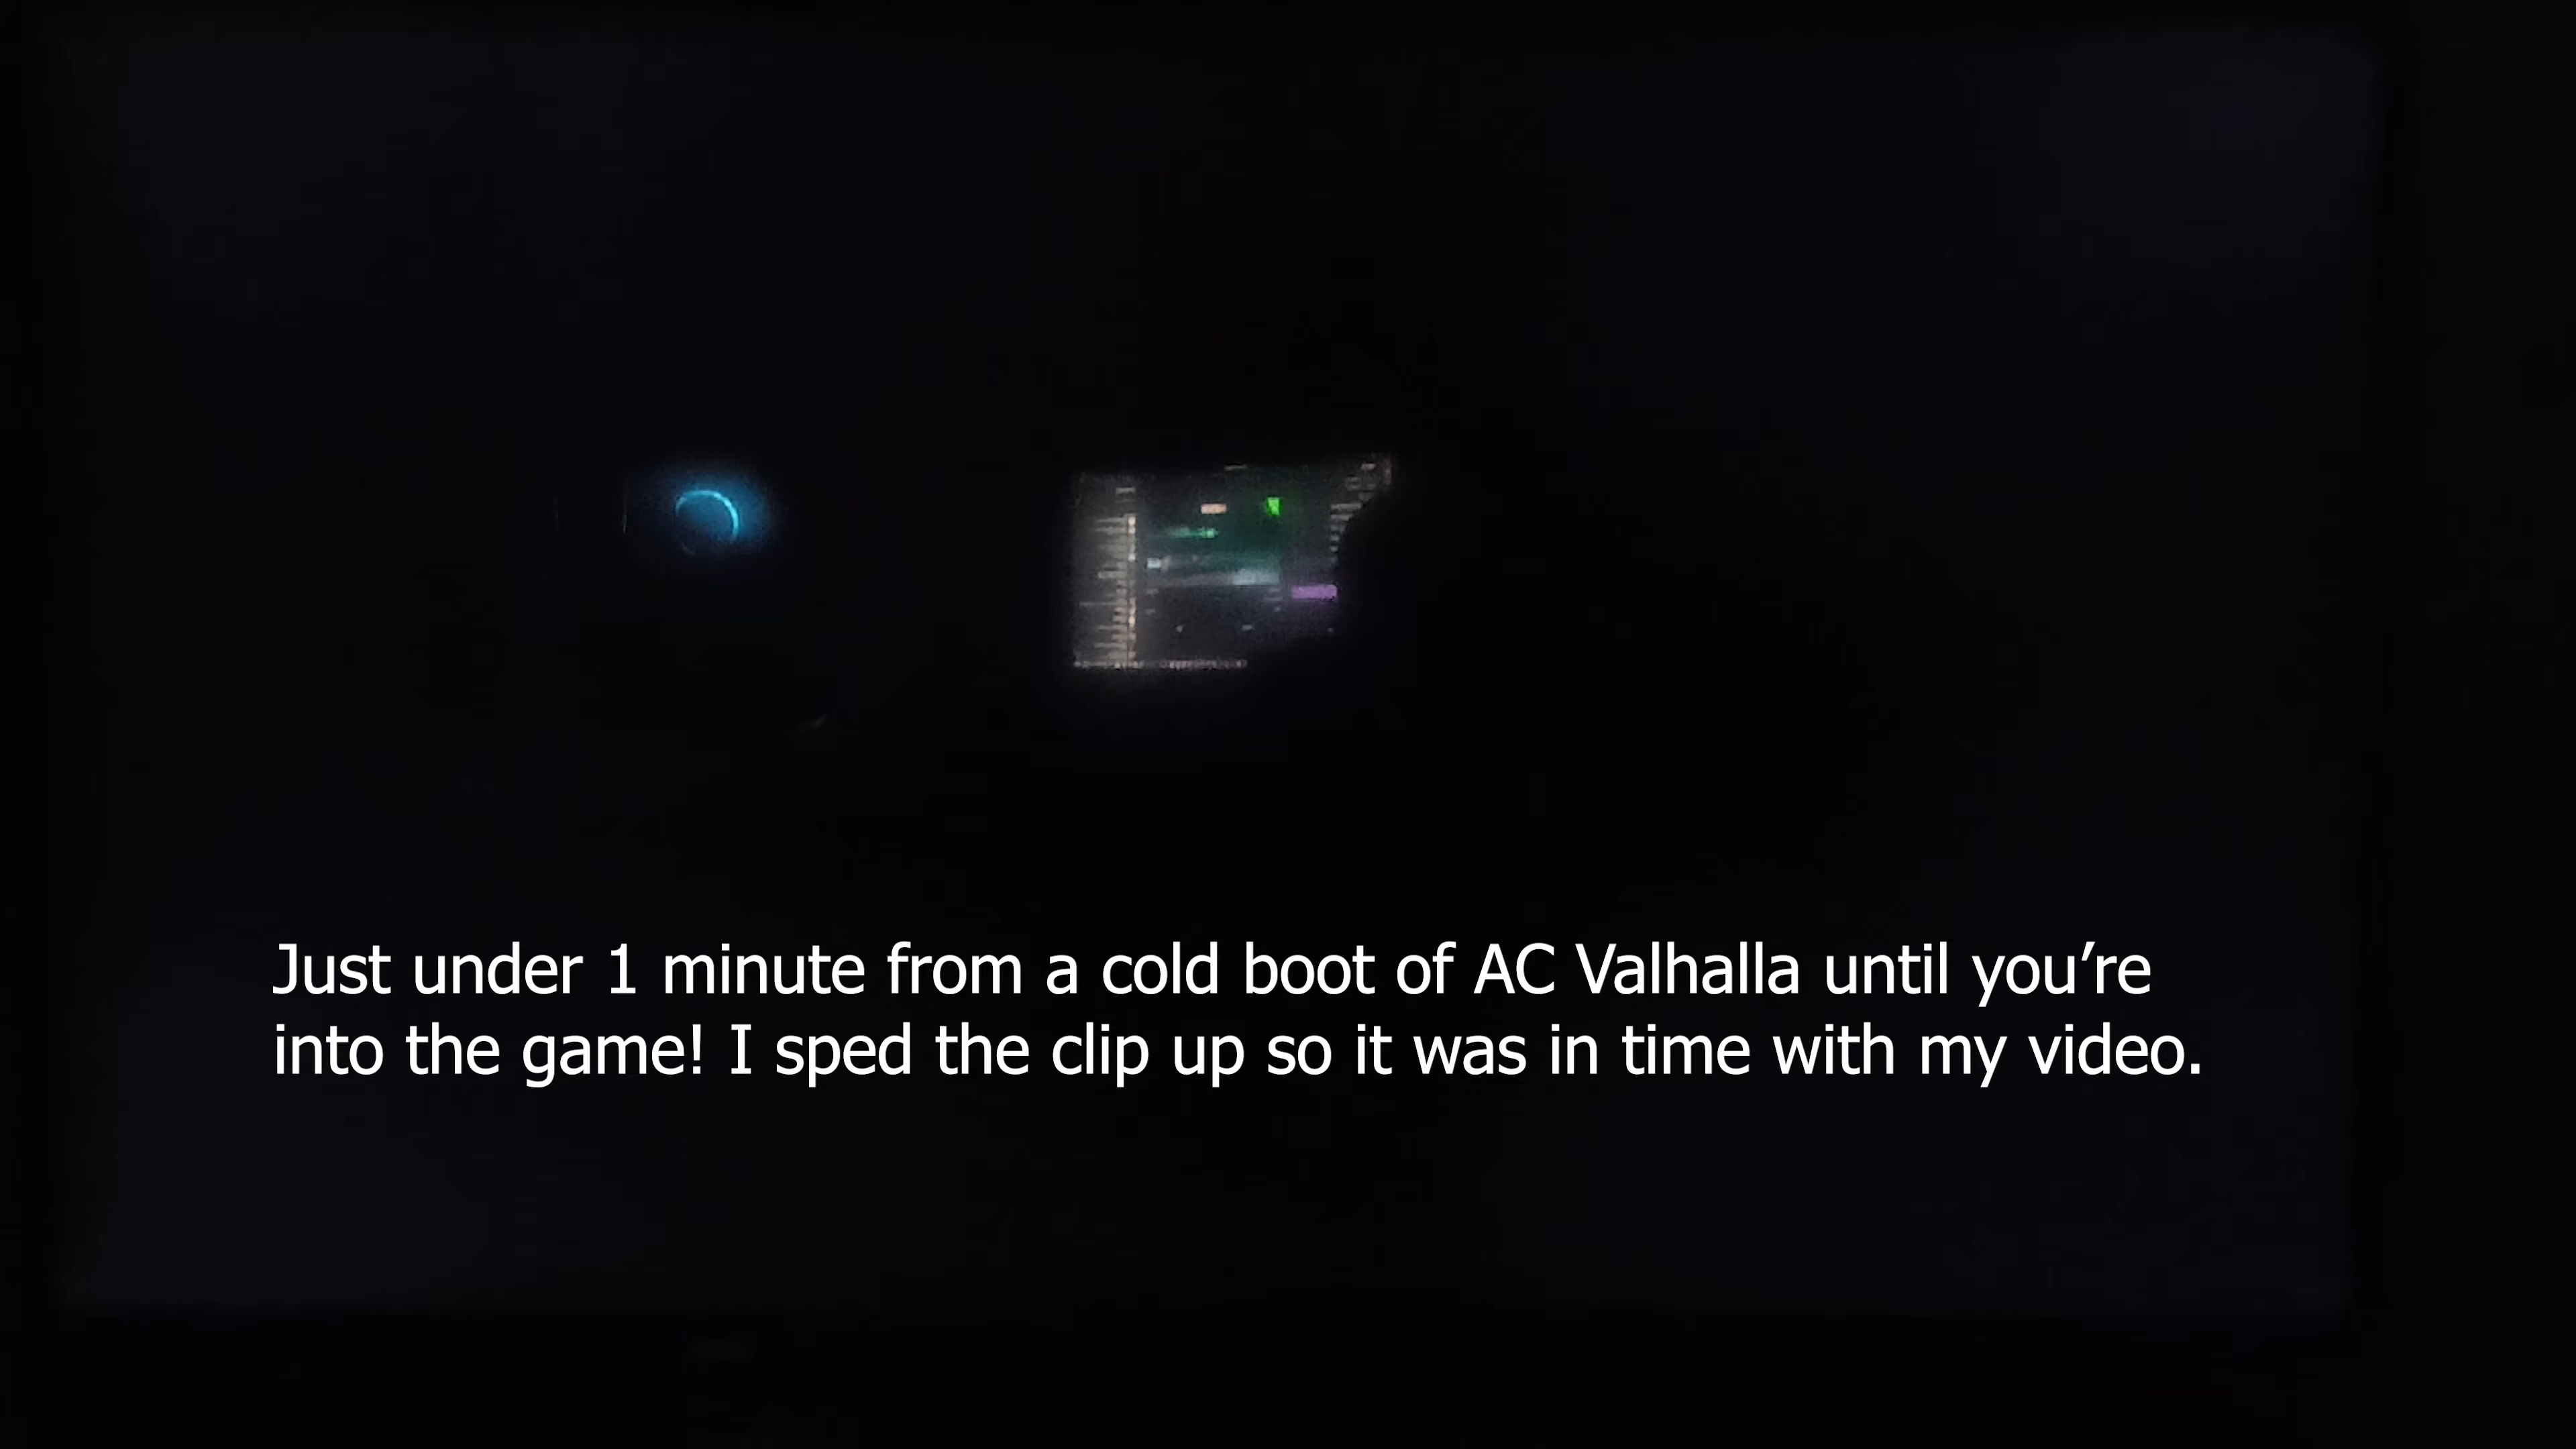 Just under 1 minute from a cold boot of AC Valhalla until you’re
into the game! I sped the clip up so it was in time with my video.